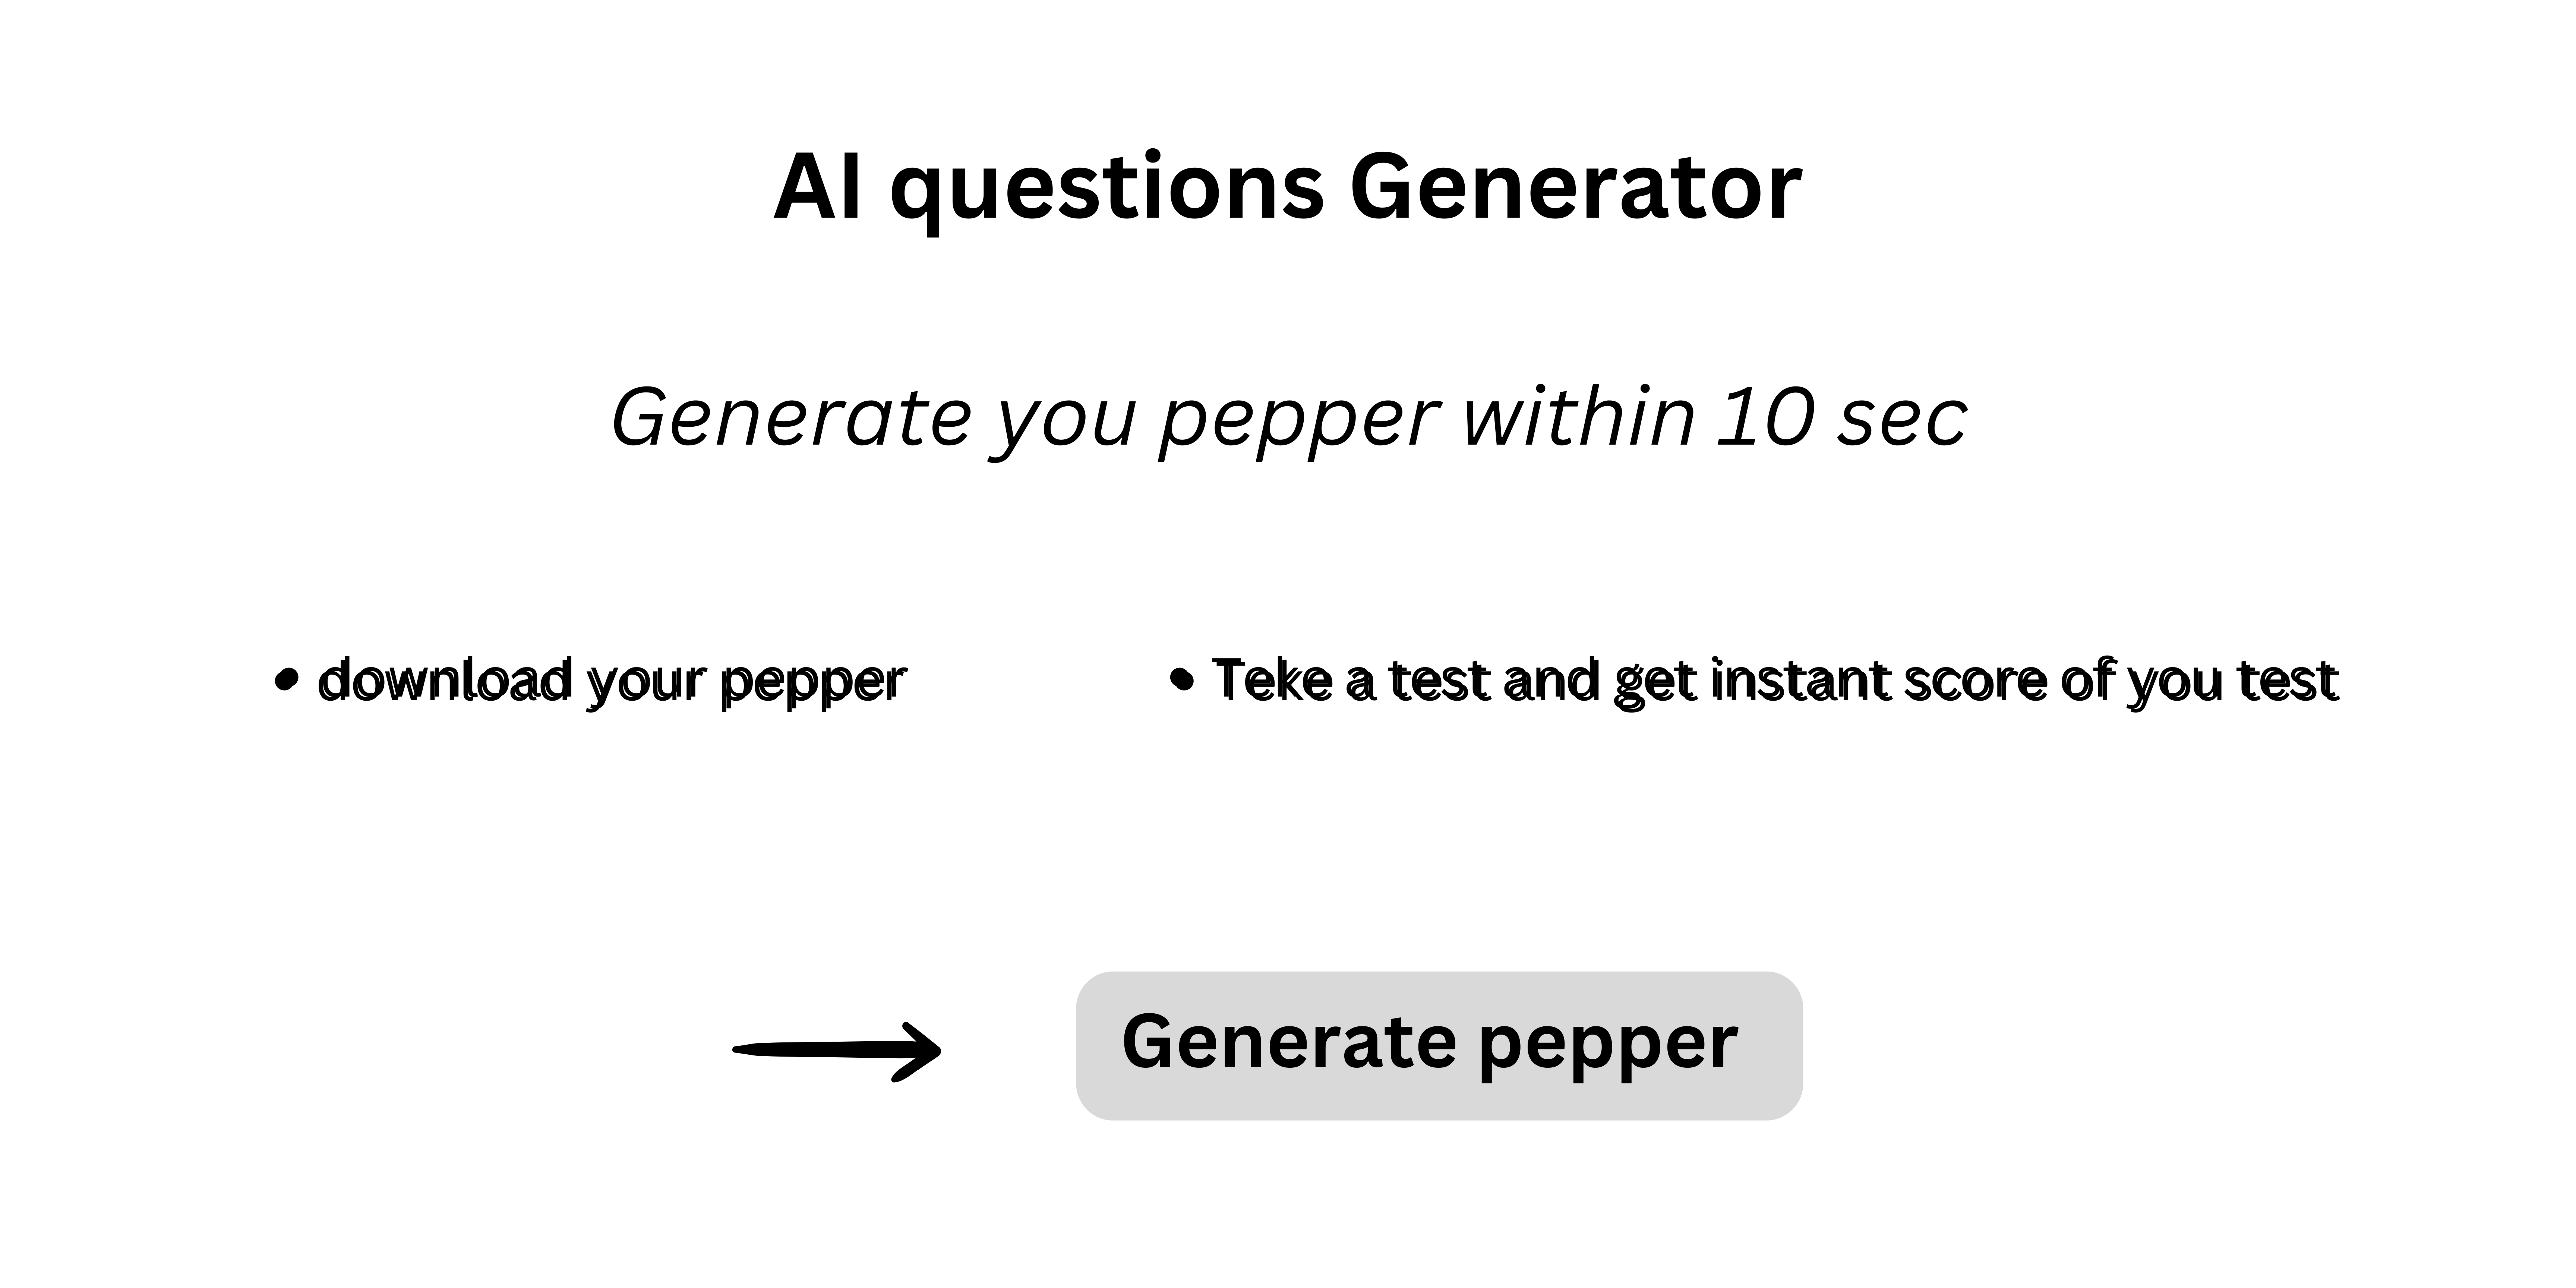 AI questions Generator
Generate you pepper within 10 sec
• download your pepper
• Teke a test and get instant score of you test
Generate pepper